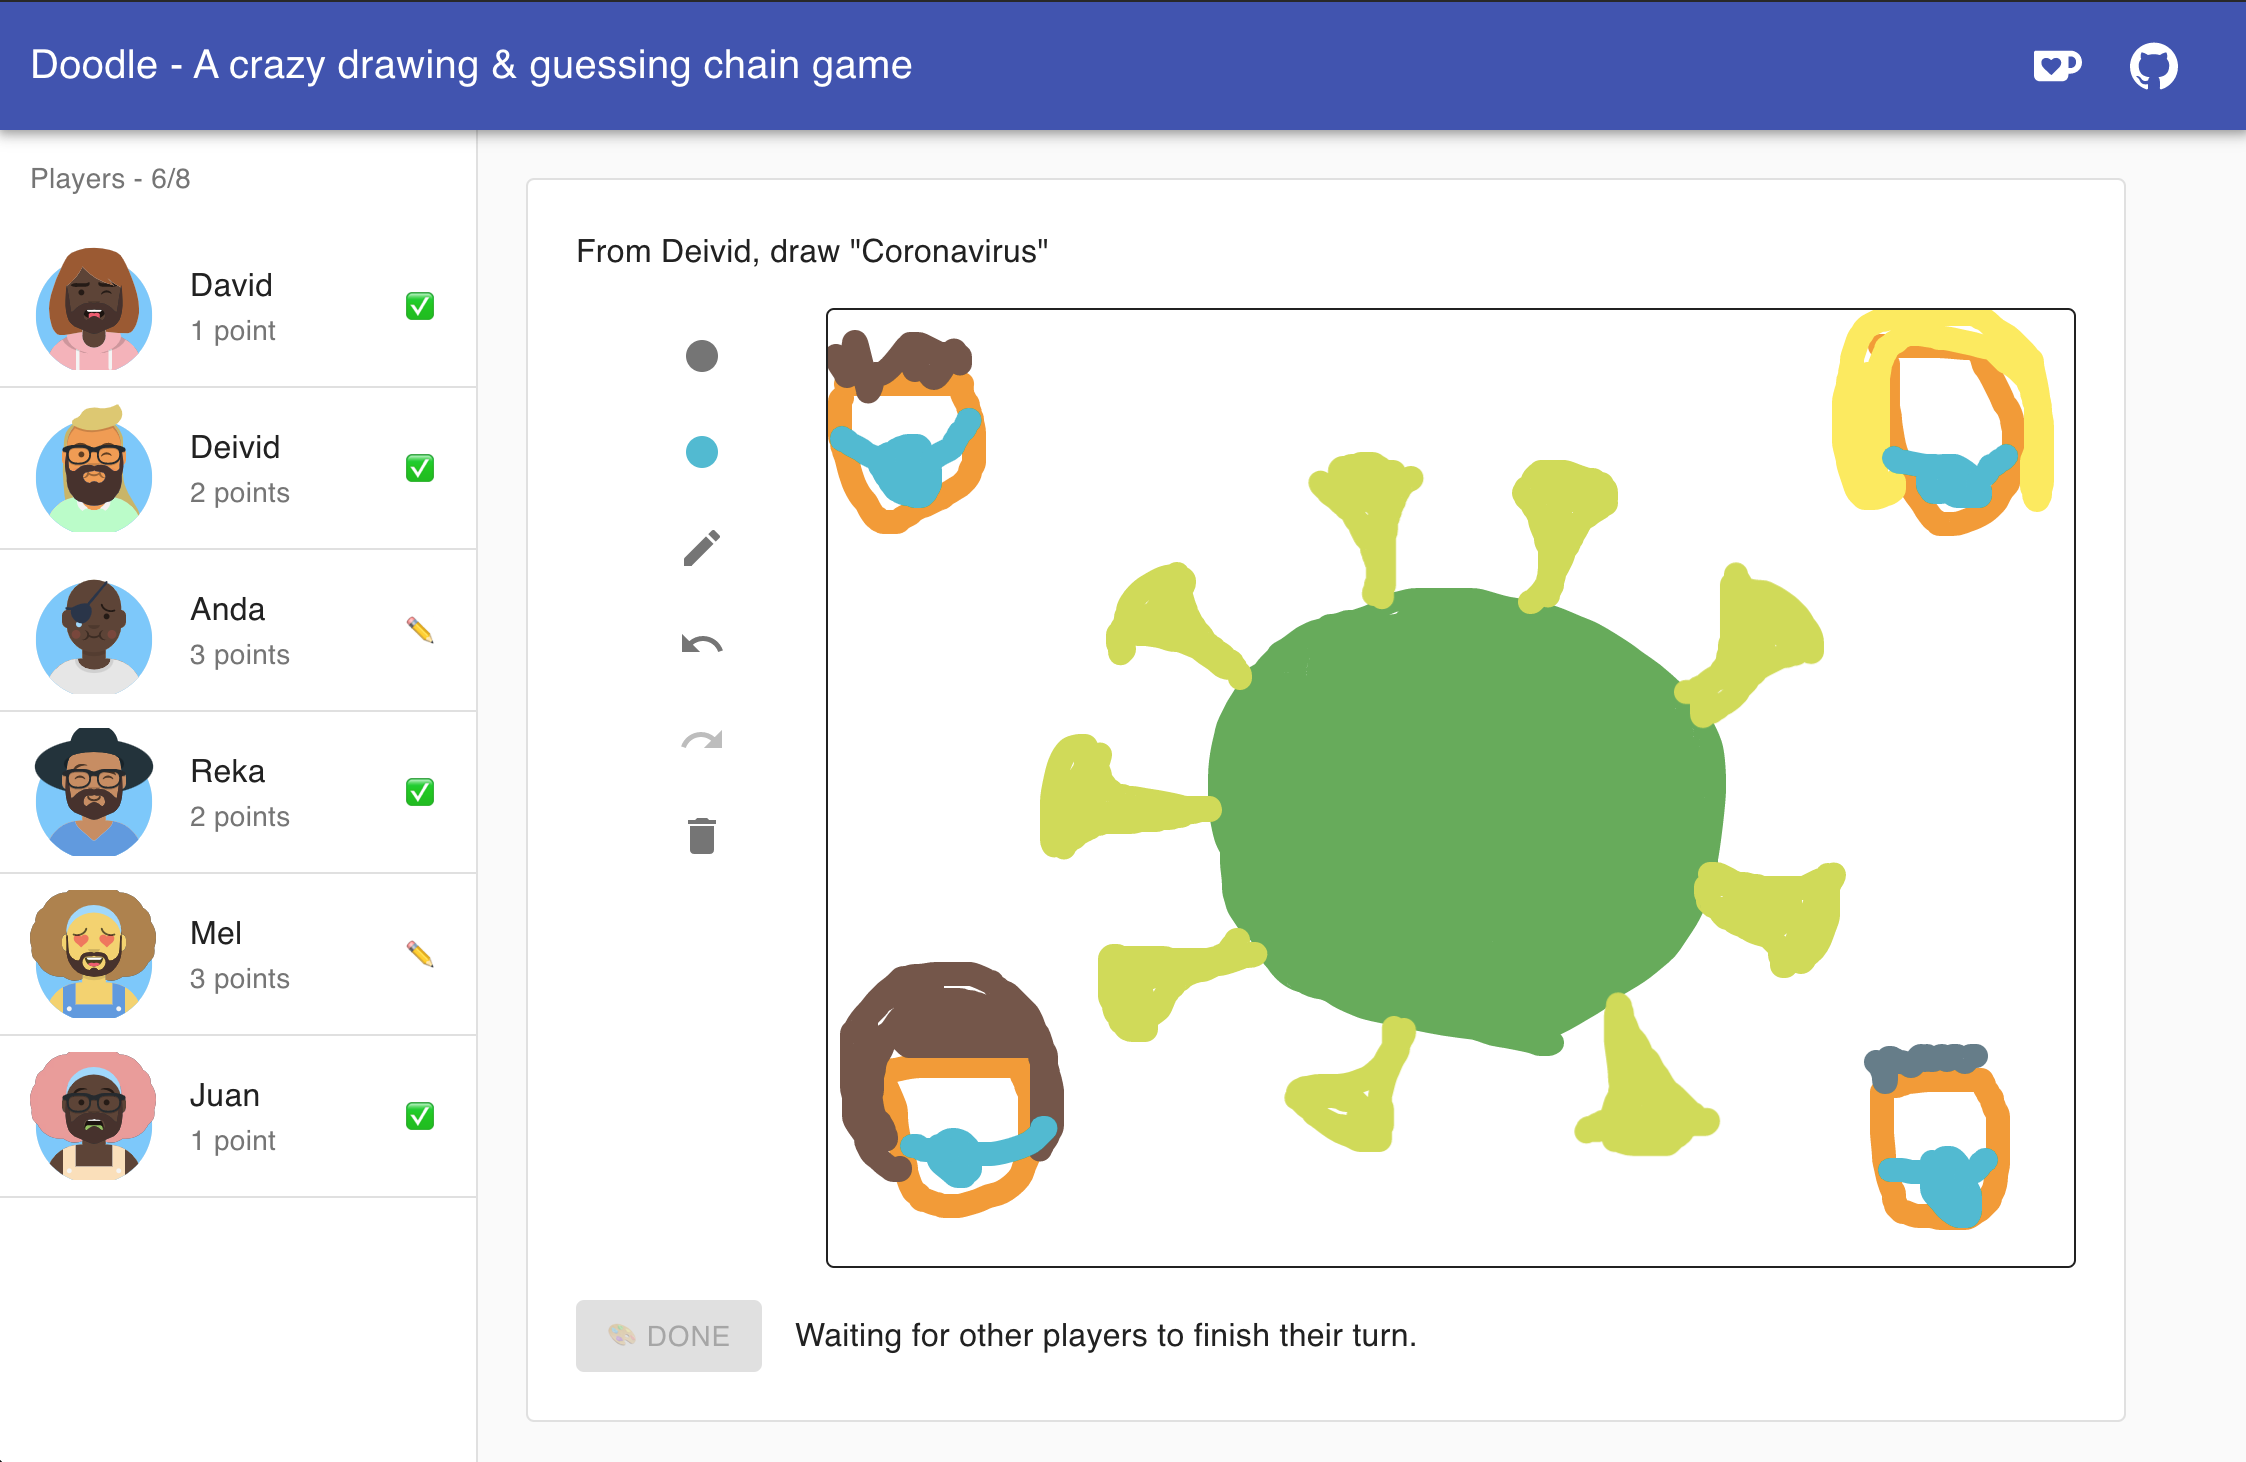 Doodle - A crazy drawing & guessing chain game
Players - 6/8
David
1 point
Deivid
2 points
Anda
3 points
Reka
2 points
Mel
3 points
Juan
1 point
From Deivid, draw "Coronavirus"
DONE
Waiting for other players to finish their turn.